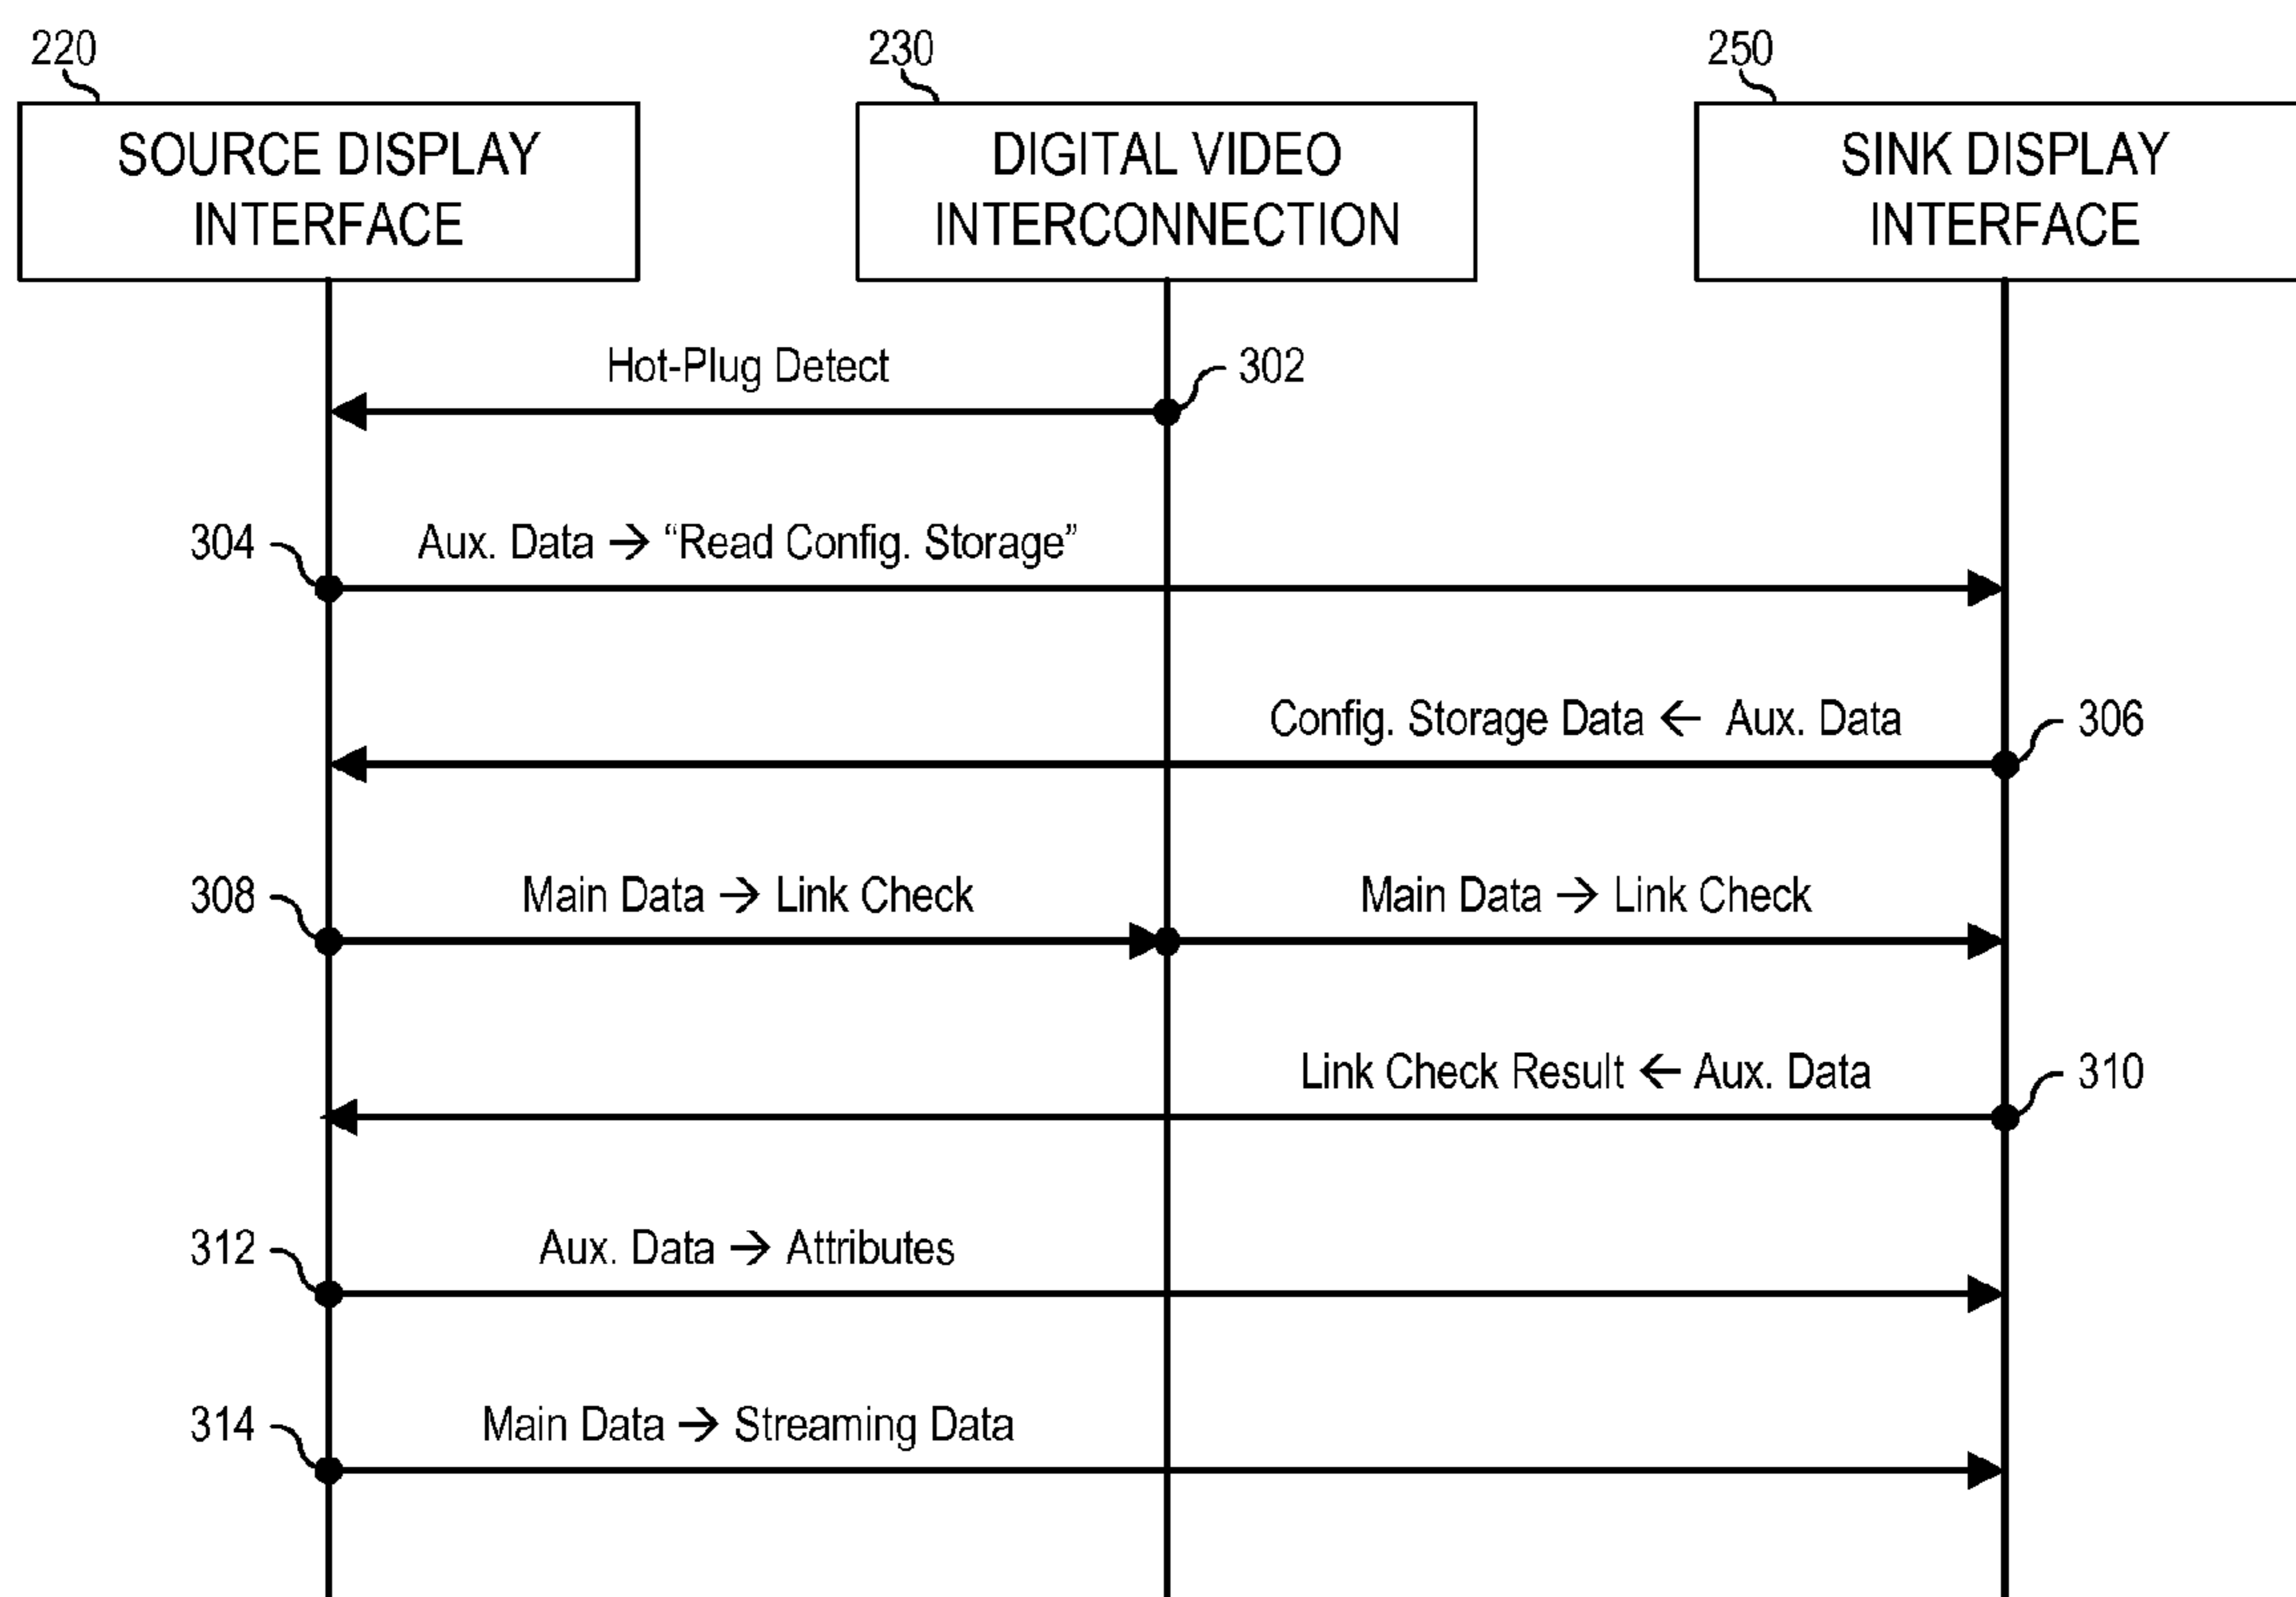 220
230
250
SOURCE DISPLAY
INTERFACE
DIGITAL VIDEO
INTERCONNECTION
SINK DISPLAY
INTERFACE
Hot-Plug Detect
302
304
Aux. Data → “Read Config. Storage”
Config. Storage Data ← Aux. Data
306
308
Main Data → Link Check
Main Data → Link Check
Link Check Result ← Aux. Data
310
312
Aux. Data → Attributes
314
Main Data → Streaming Data